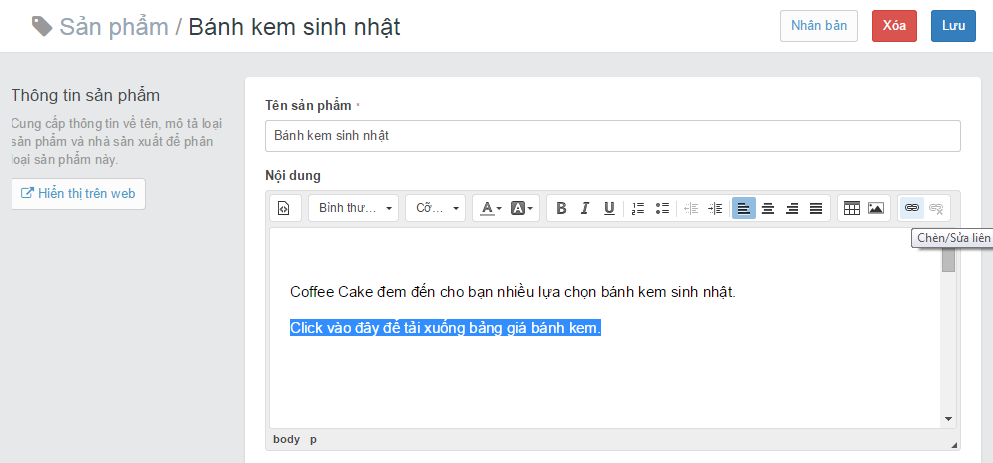 Sản phẩm / Bánh kem sinh nhật
Nhân bản
Xóa
Lưu
Thông tin sản phẩm
Cung cấp thông tin về tên, mô tả loại
sản phẩm và nhà sản xuất để phân
loại sản phẩm này.
Hiển thị trên web
Tên sản phẩm *
Bánh kem sinh nhật
Nội dung
Bình thư...
Cỡ...
A
A
B
I
U
Chèn/Sửa liên
Coffee Cake đem đến cho bạn nhiều lựa chọn bánh kem sinh nhật.
Click vào đây để tải xuống bảng giá bánh kem.
body p